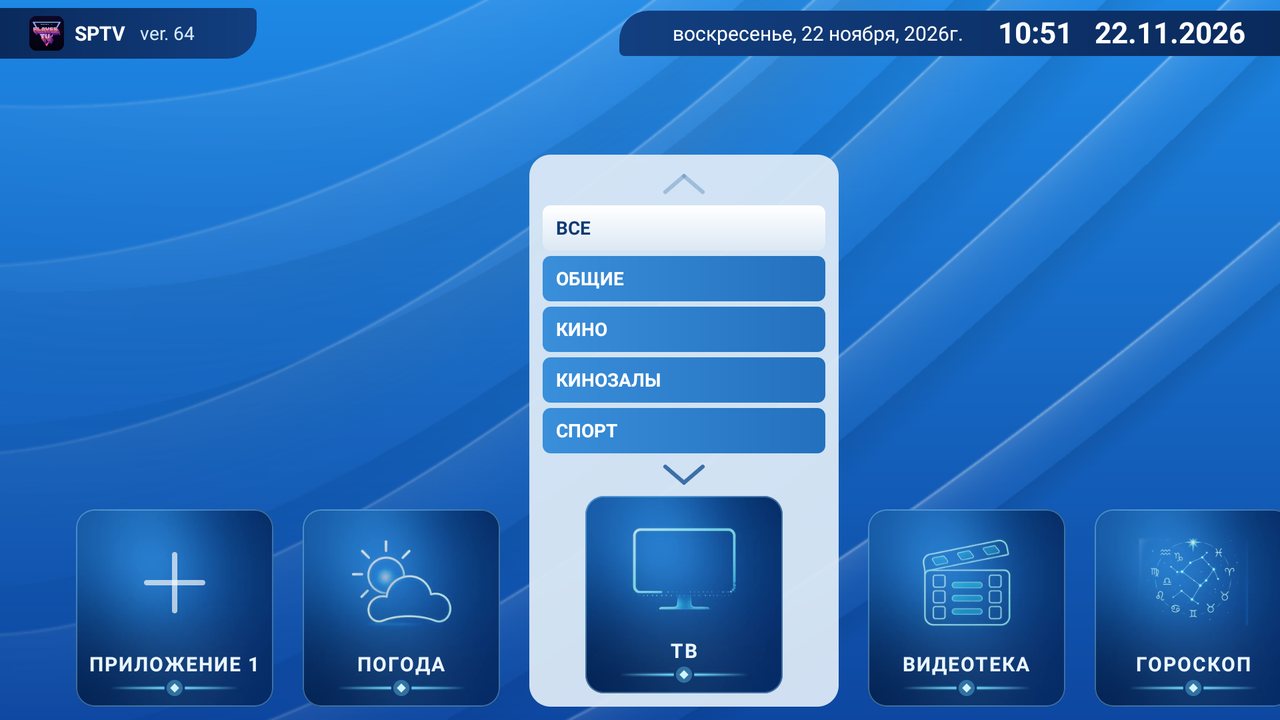 SPTV ver. 64
воскресенье, 22 ноября, 2026г. 10:51 22.11.2026
ВСЕ
ОБЩИЕ
КИНО
КИНОЗАЛЫ
СПОРТ
ПРИЛОЖЕНИЕ 1
ПОГОДА
ТВ
ВИДЕОТЕКА
ГОРОСКОП